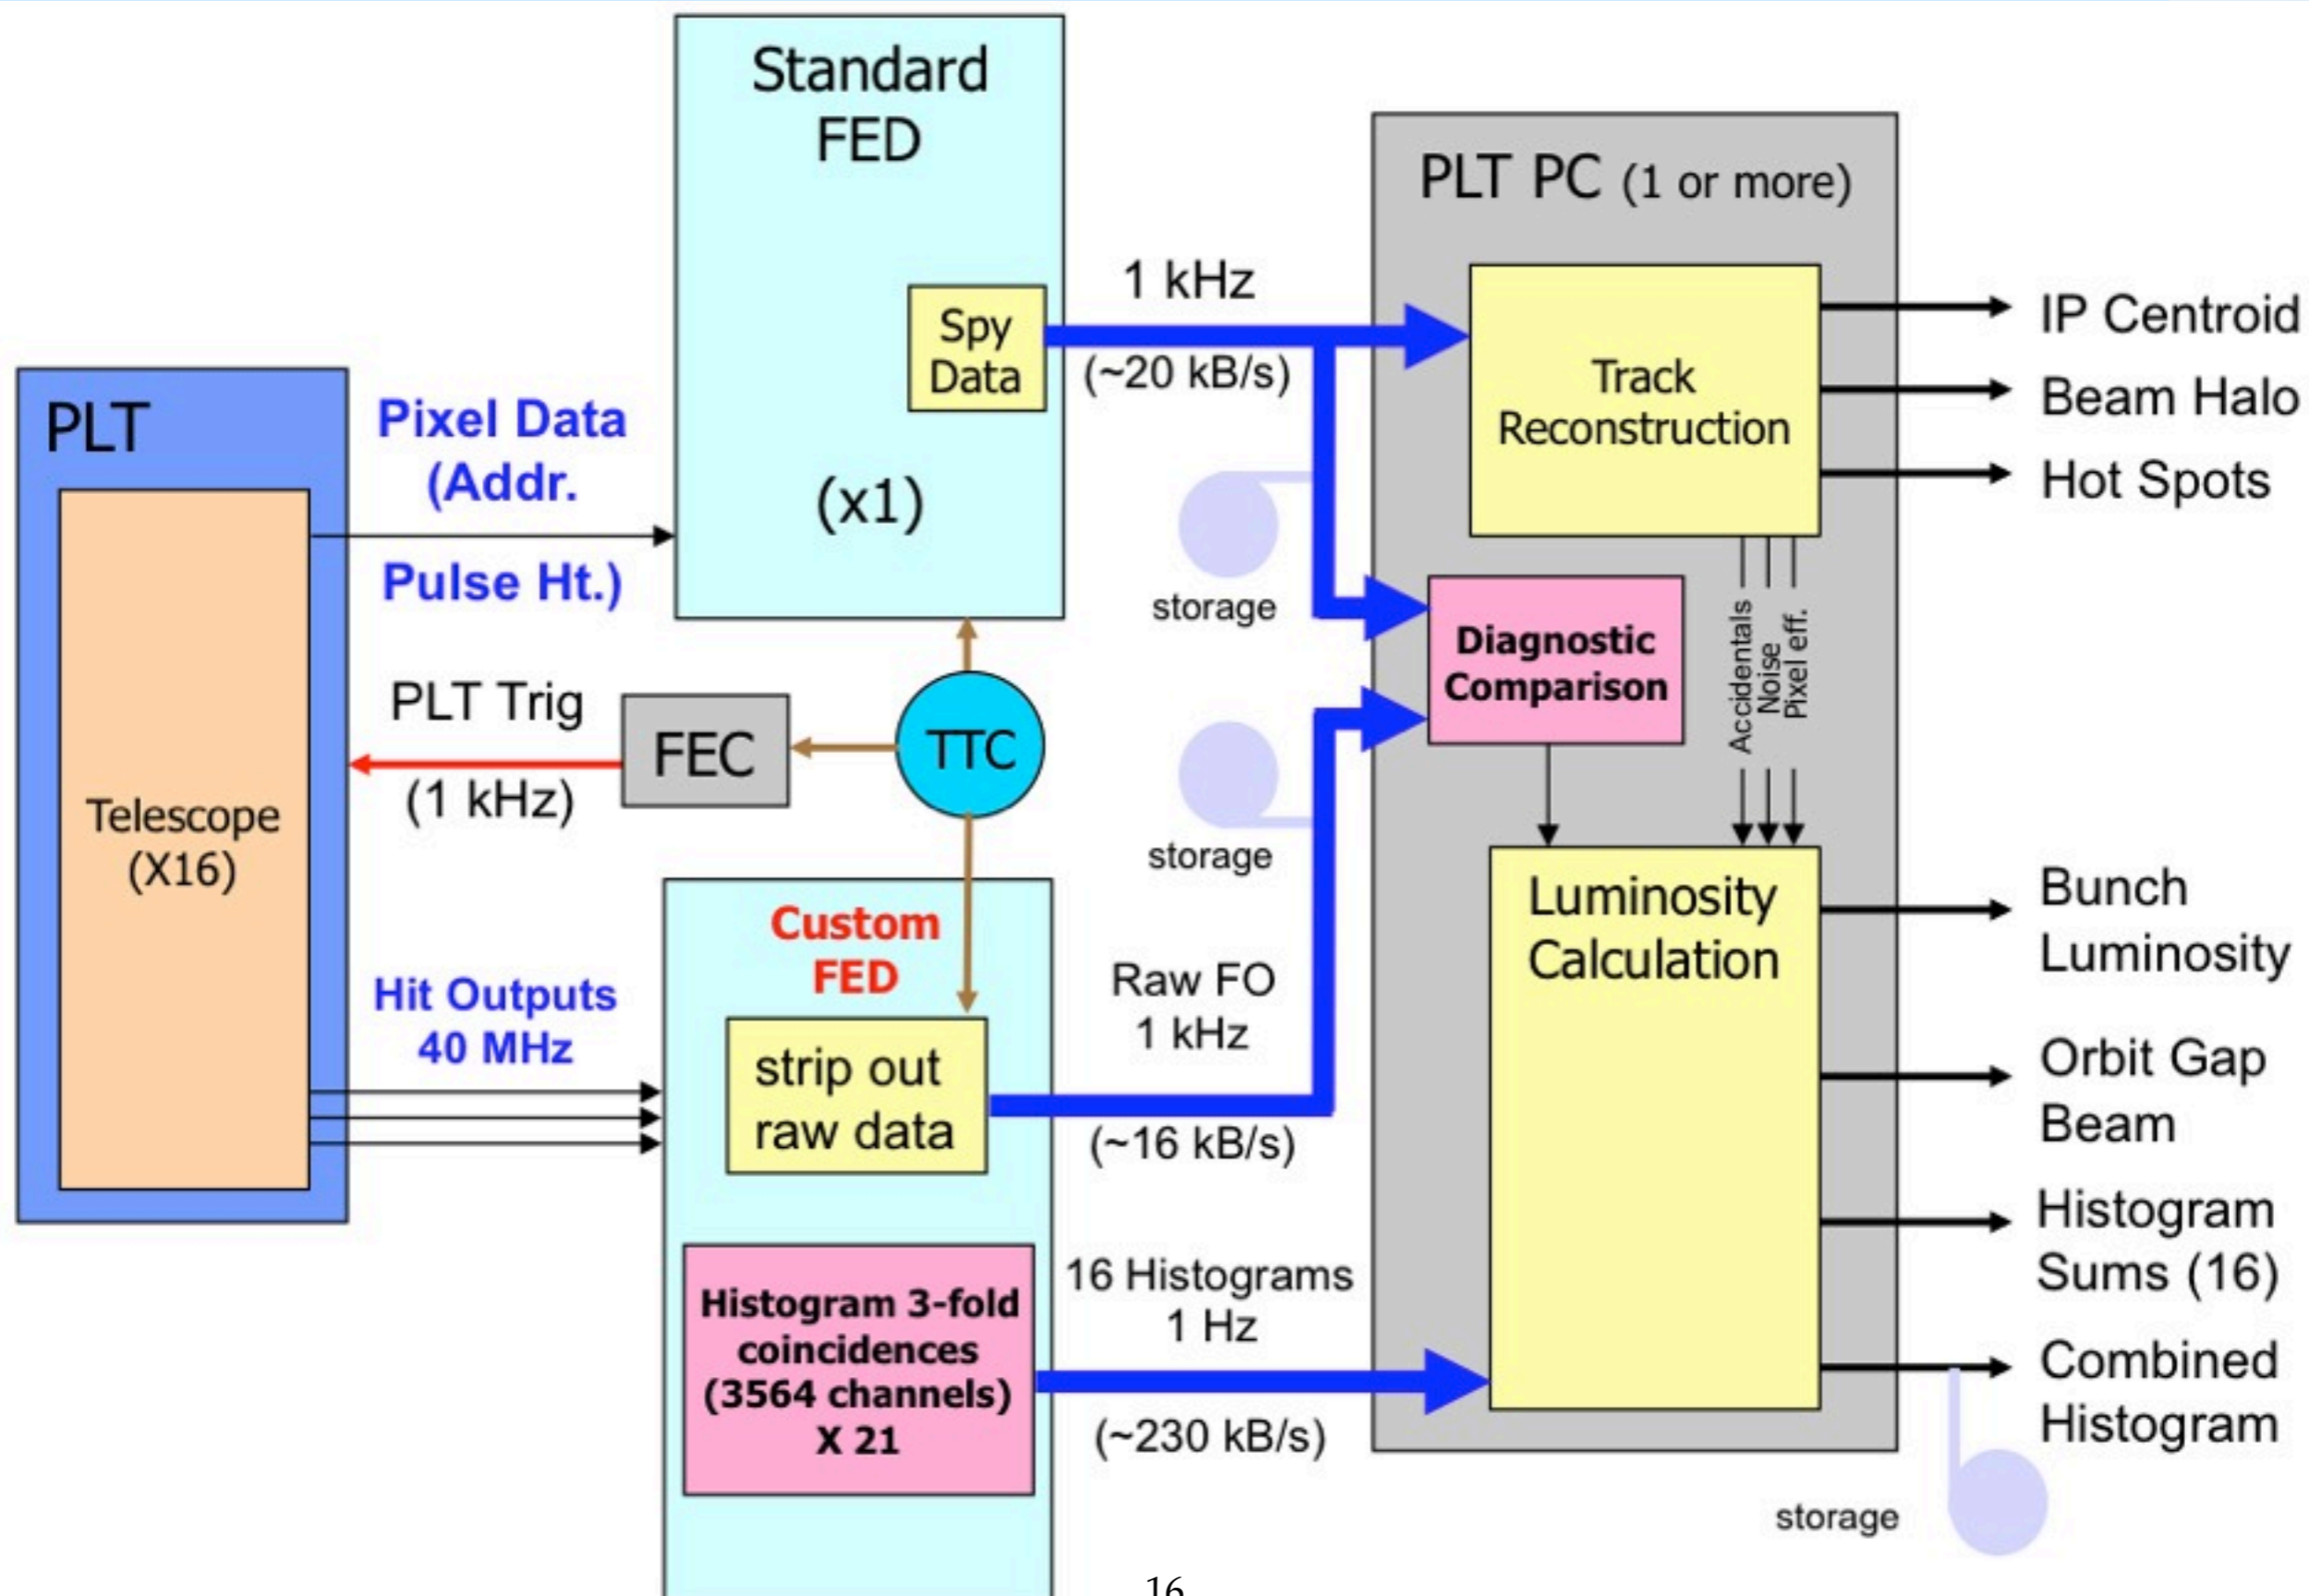 Standard
FED
Spy
Data
(x1)
PLT
Telescope
(X16)
Pixel Data
(Addr.
Pulse Ht.)
PLT Trig
(1 kHz)
FEC
TTC
Hit Outputs
40 MHz
Custom
FED
strip out
raw data
Histogram 3-fold
coincidences
(3564 channels)
X 21
1 kHz
(~20 kB/s)
storage
storage
Raw FO
1 kHz
(~16 kB/s)
16 Histograms
1 Hz
(~230 kB/s)
PLT PC (1 or more)
Track
Reconstruction
Diagnostic
Comparison
Accidentals
Noise
Pixel eff.
Luminosity
Calculation
IP Centroid
Beam Halo
Hot Spots
Bunch
Luminosity
Orbit Gap
Beam
Histogram
Sums (16)
Combined
Histogram
storage
16